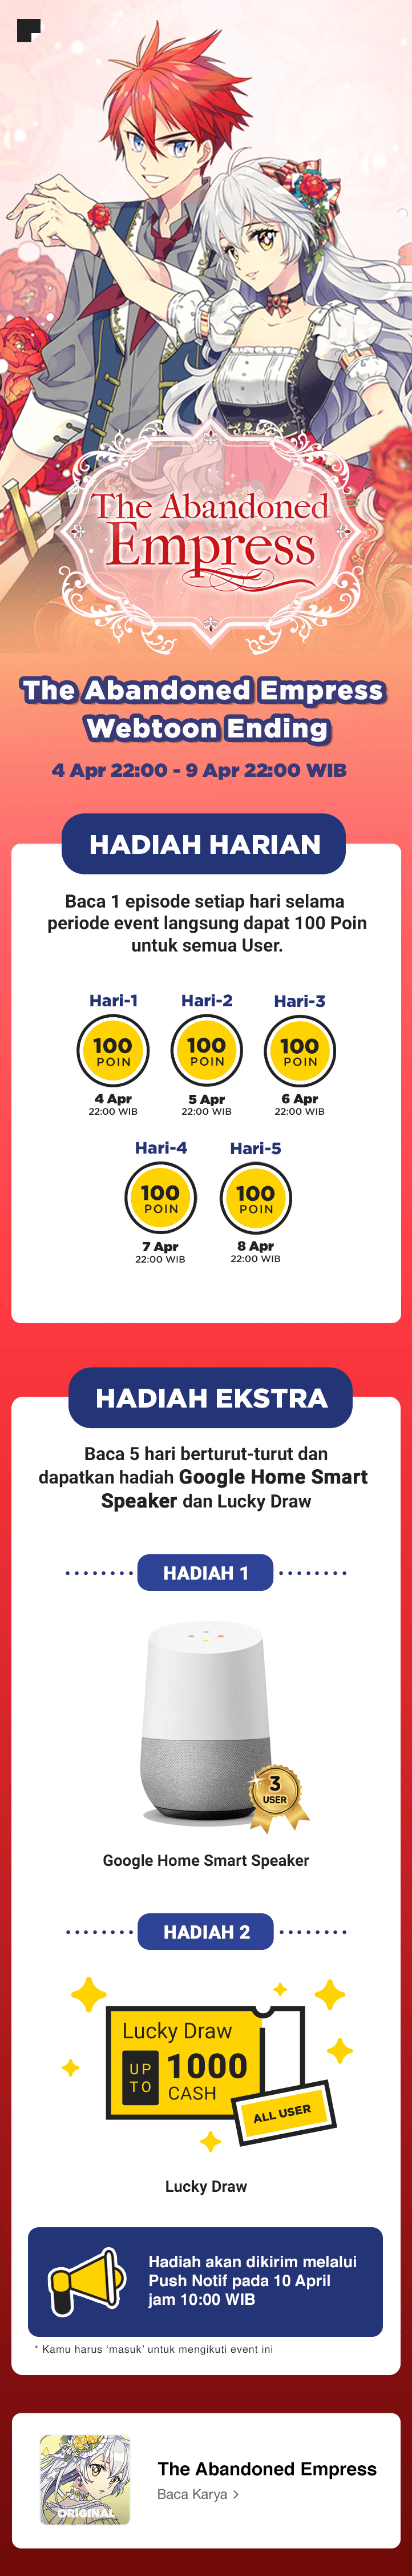 The Abandoned
Empress
The Abandoned Empress
Webtoon Ending
4 Apr 22:00 - 9 Apr 22:00 WIB
HADIAH HARIAN
Baca 1 episode setiap hari selama
periode event langsung dapat 100 Poin
untuk semua User.
Hari-1 Hari-2 Hari-3
100 100 100
POIN POIN POIN
4 Apr 5 Apr 6 Apr
22:00 WIB 22:00 WIB 22:00 WIB
Hari-4 Hari-5
100 100
POIN POIN
7 Apr 8 Apr
22:00 WIB 22:00 WIB
HADIAH EKSTRA
Baca 5 hari berturut-turut dan
dapatkan hadiah Google Home Smart
Speaker dan Lucky Draw
HADIAH 1
3
USER
Google Home Smart Speaker
HADIAH 2
Lucky Draw
UP TO 1000
CASH
ALL USER
Lucky Draw
Hadiah akan dikirim melalui
Push Notif pada 10 April
jam 10:00 WIB
* Kamu harus 'masuk' untuk mengikuti event ini
The Abandoned Empress
Baca Karya >
ORIGINAL